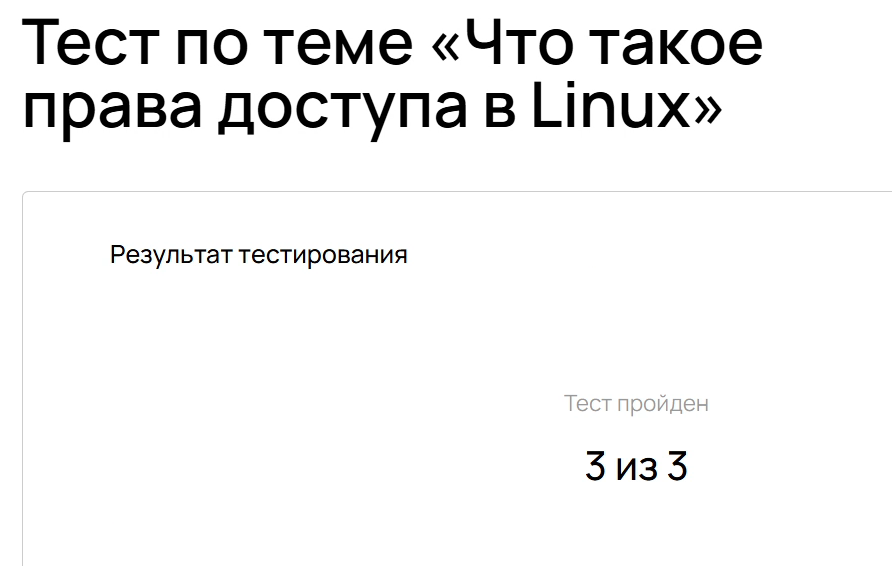 Тест по теме «Что такое
права доступа в Linux»
Результат тестирования
Тест пройден
3 из 3